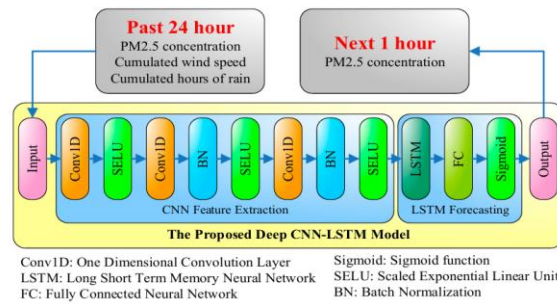 Past 24 hour
PM2.5 concentration
Cumulated wind speed
Cumulated hours of rain
Next 1 hour
PM2.5 concentration
Input
Conv1D
SELU
Conv1D
BN
SELU
Conv1D
BN
SELU
LSTM
FC
Sigmoid
Output
CNN Feature Extraction
LSTM Forecasting
The Proposed Deep CNN-LSTM Model
Conv1D: One Dimensional Convolution Layer
LSTM: Long Short Term Memory Neural Network
FC: Fully Connected Neural Network
Sigmoid: Sigmoid function
SELU: Scaled Exponential Linear Unit
BN: Batch Normalization